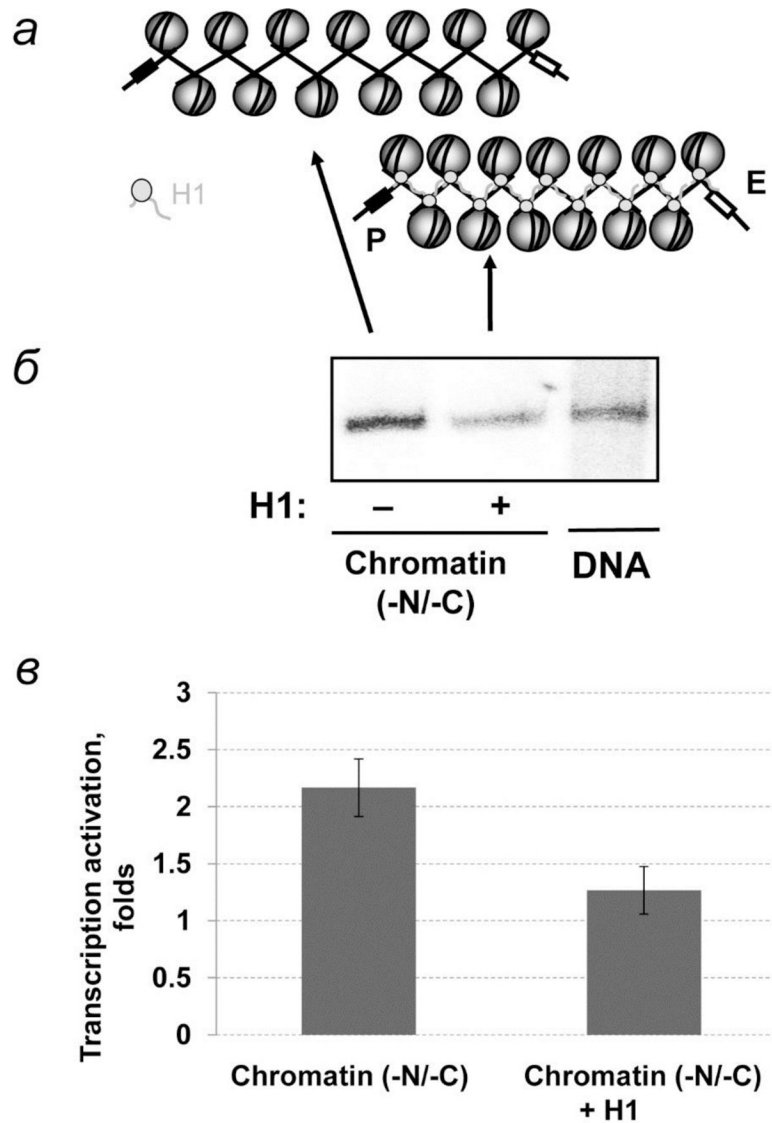 а
H1
E
P
б
H1: – +
Chromatin DNA
(-N/-C)
в
3
2.5
2
1.5
1
0.5
0
Transcription activation,
folds
Chromatin (-N/-C) Chromatin (-N/-C)
+ H1